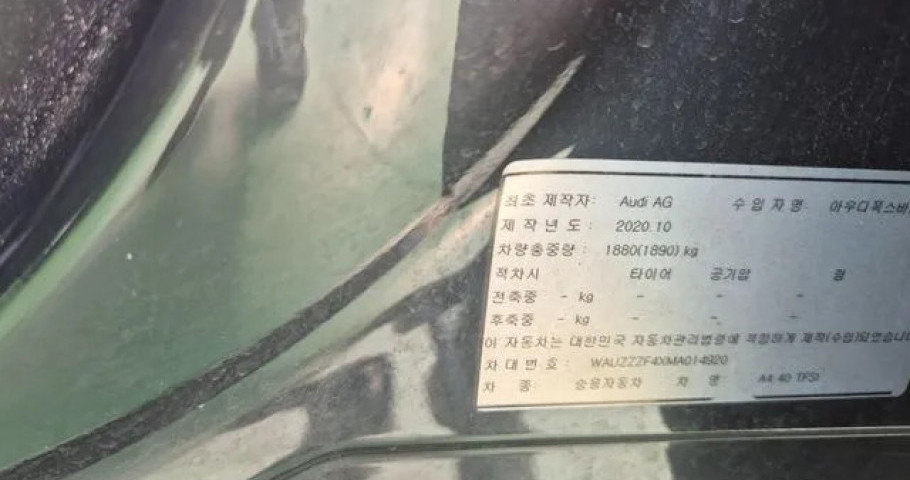 최초 제작자: Audi AG 수 입 자 명: 아우디폭스바
제 작 년 도 : 2020.10
차량총중량 : 1880(1890) kg
적차시 타이어 공기압 림
전축중 - kg - - -
후축중 - kg - - -
이 자동차는 대한민국 자동차관리법령에 적합하게 제작(수입)되었습니
차 대 번 호 : WAUZZZF4XMA014920
차 종 승용자동차 차 명 A4 40 TFSI